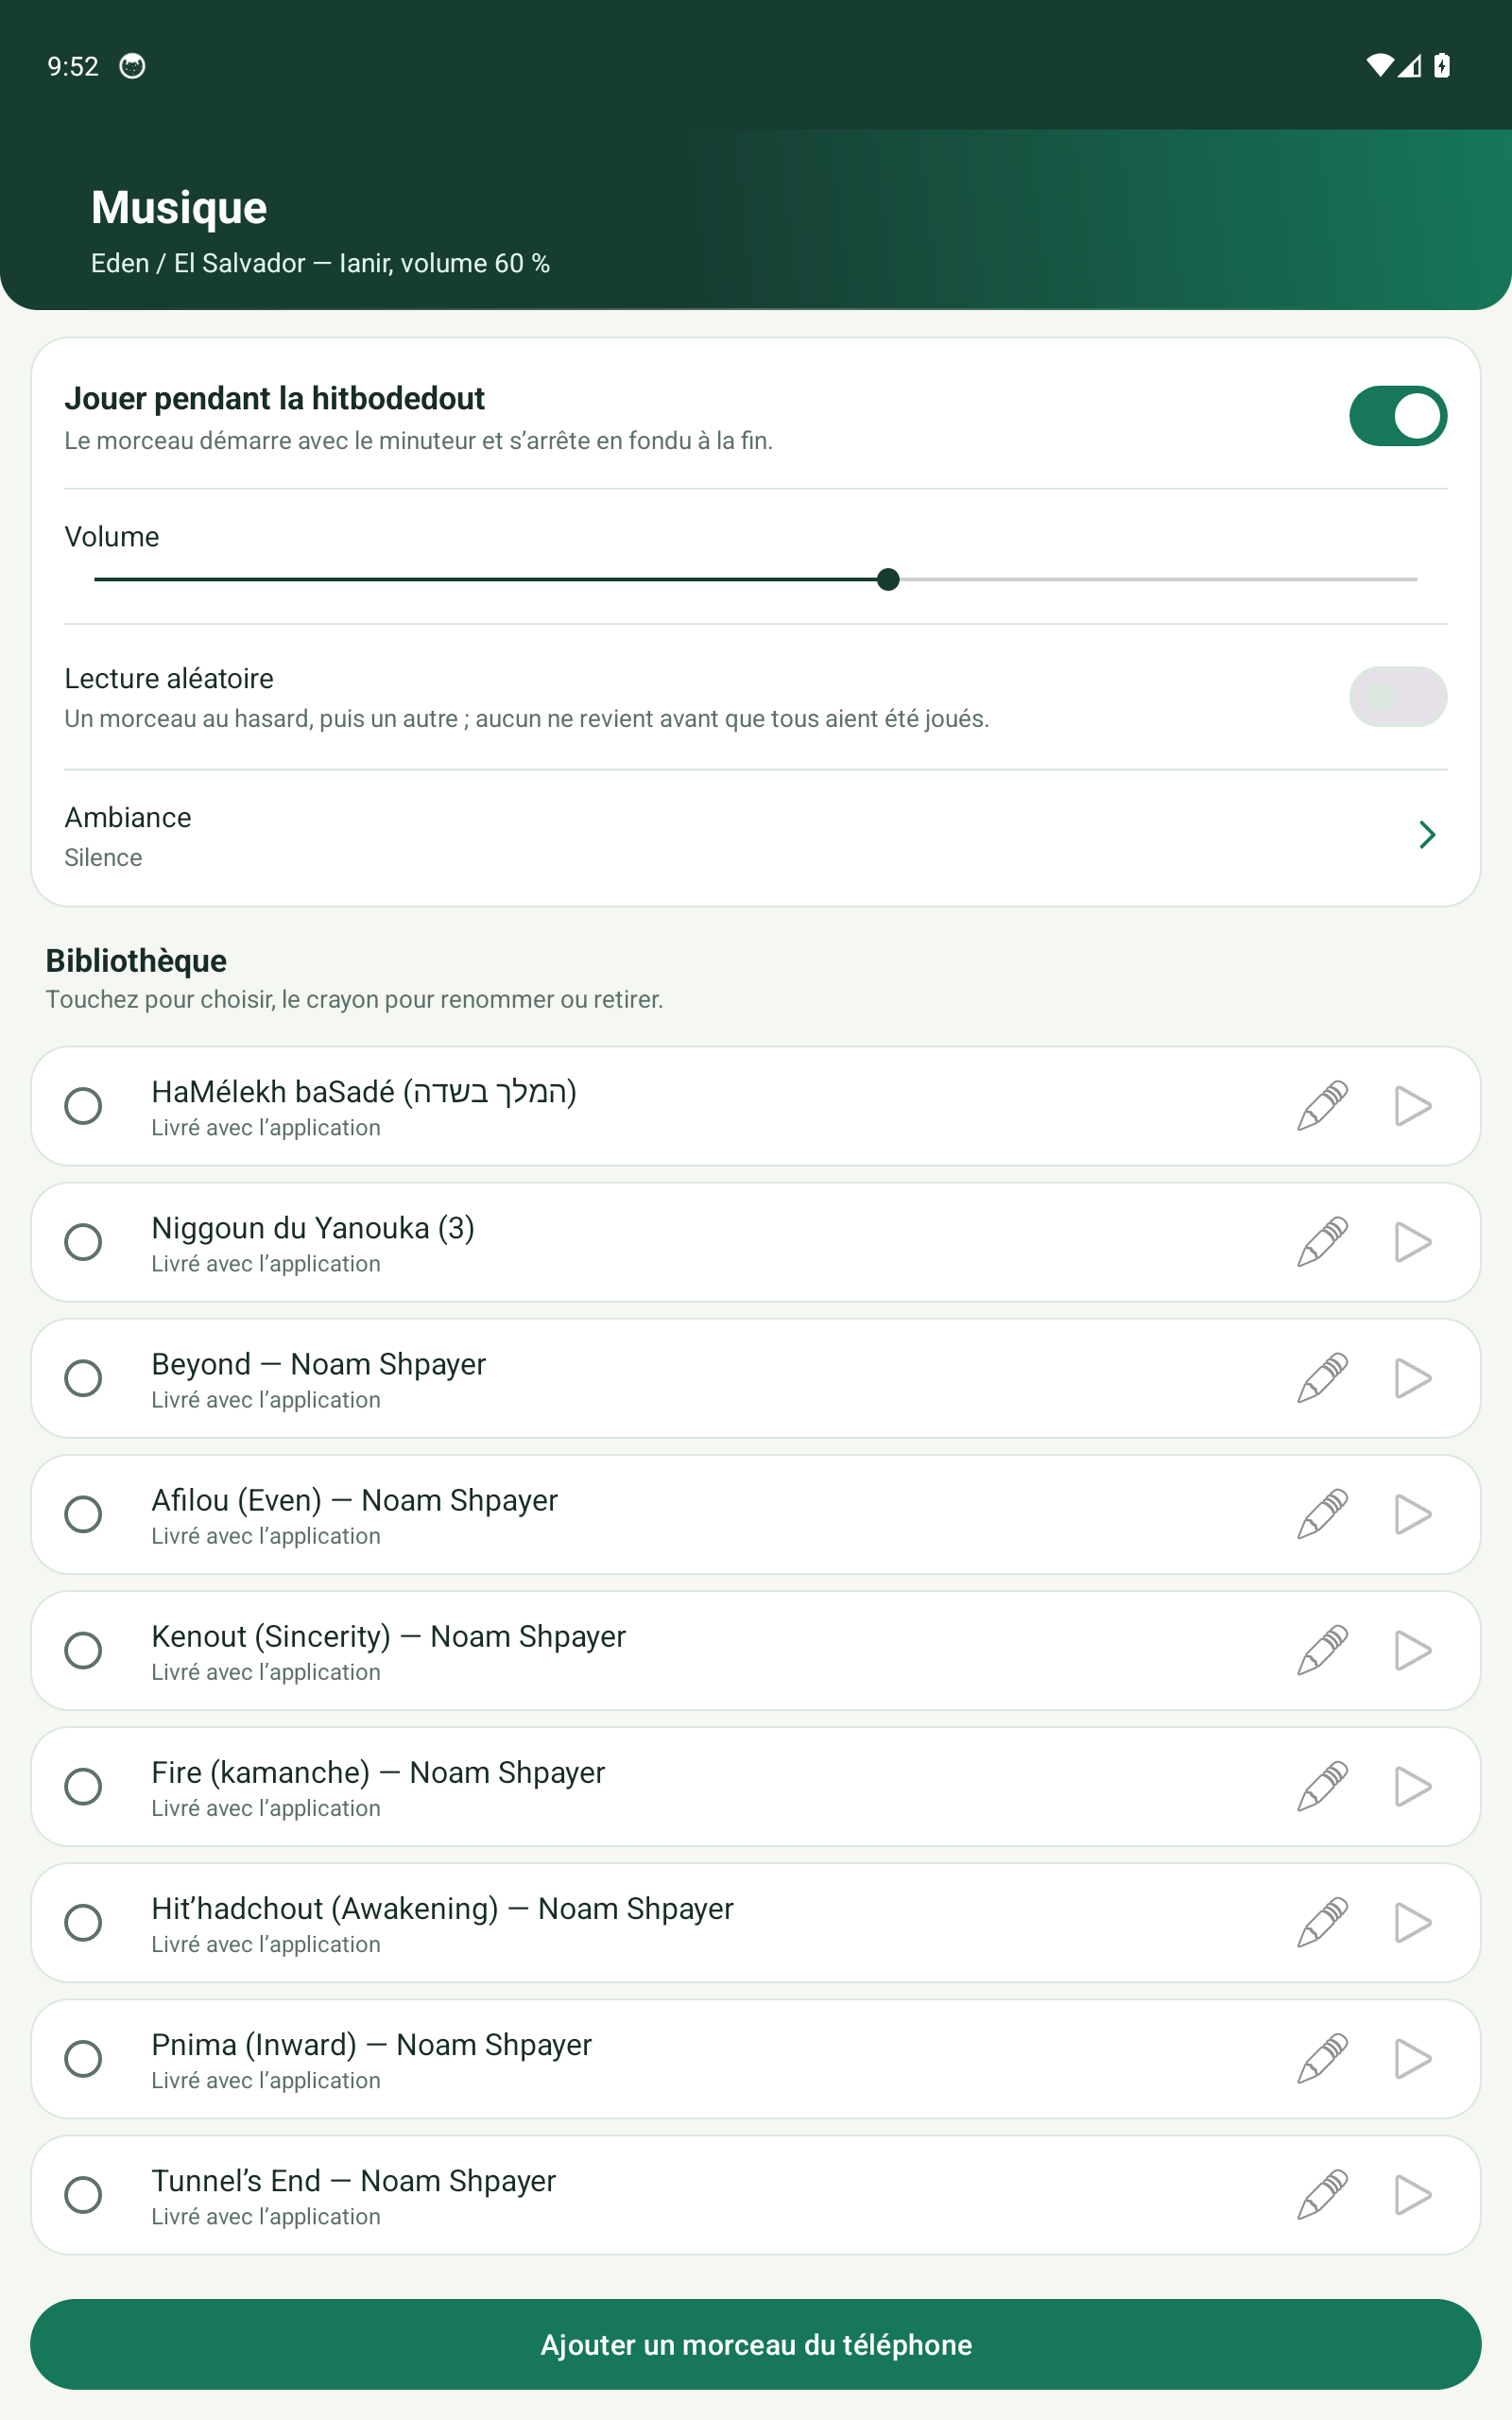 9:52
Musique
Eden / El Salvador — Ianir, volume 60 %
Jouer pendant la hitbodedout
Le morceau démarre avec le minuteur et s’arrête en fondu à la fin.
Volume
Lecture aléatoire
Un morceau au hasard, puis un autre ; aucun ne revient avant que tous aient été joués.
Ambiance
Silence
Bibliothèque
Touchez pour choisir, le crayon pour renommer ou retirer.
HaMélekh baSadé (המלך בשדה)
Livré avec l’application
Niggoun du Yanouka (3)
Livré avec l’application
Beyond — Noam Shpayer
Livré avec l’application
Afilou (Even) — Noam Shpayer
Livré avec l’application
Kenout (Sincerity) — Noam Shpayer
Livré avec l’application
Fire (kamanche) — Noam Shpayer
Livré avec l’application
Hit’hadchout (Awakening) — Noam Shpayer
Livré avec l’application
Pnima (Inward) — Noam Shpayer
Livré avec l’application
Tunnel’s End — Noam Shpayer
Livré avec l’application
Ajouter un morceau du téléphone